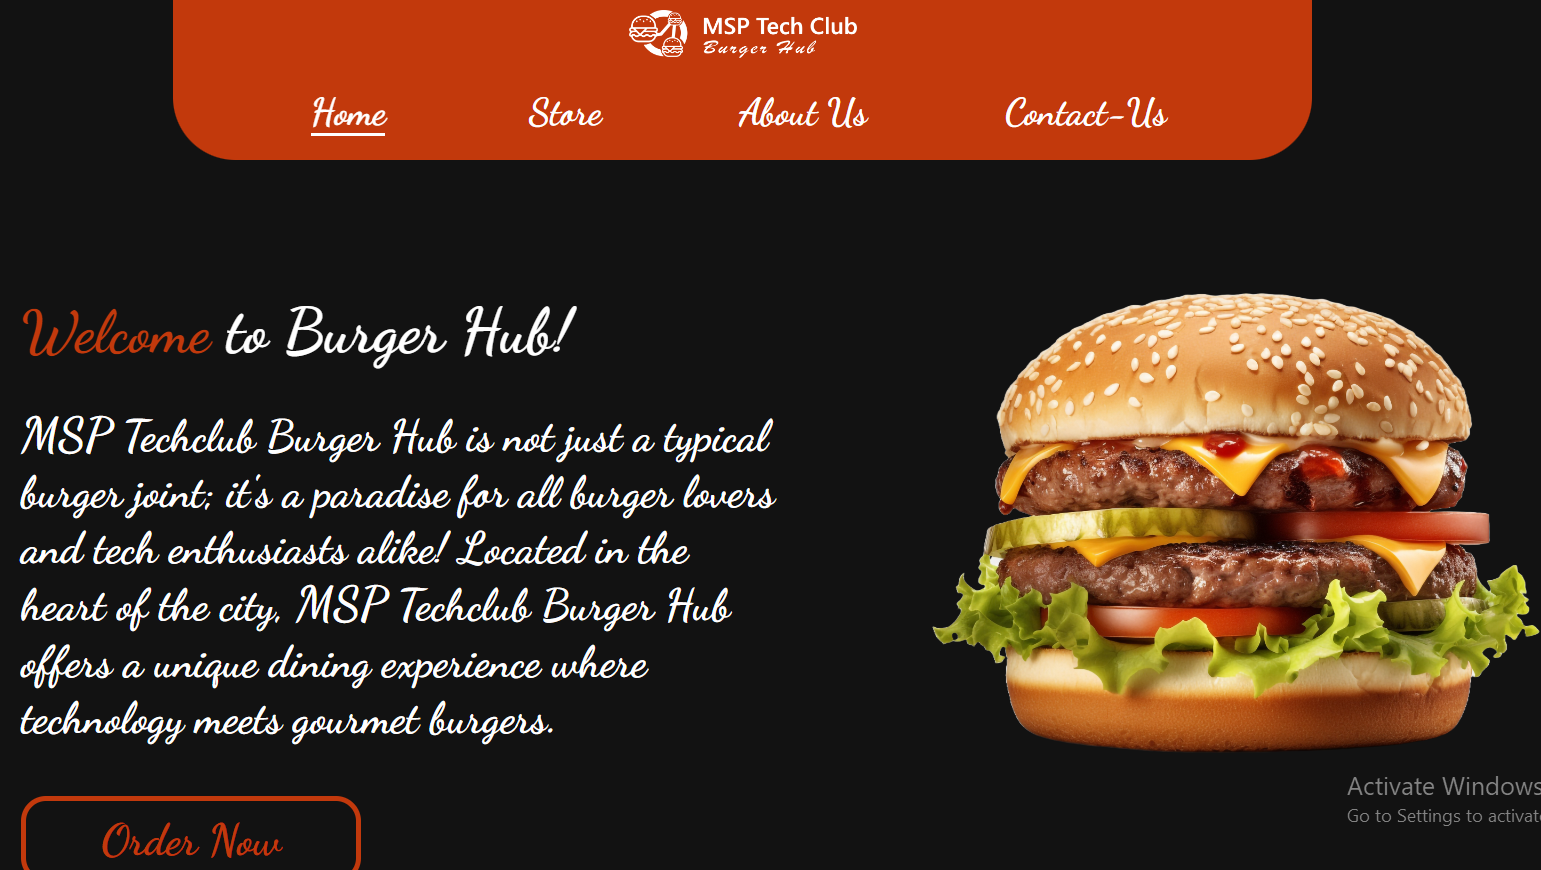 MSP Tech Club
Burger Hub
Home Store About Us Contact-Us
Welcome to Burger Hub!
MSP Techclub Burger Hub is not just a typical
burger joint; it's a paradise for all burger lovers
and tech enthusiasts alike! Located in the
heart of the city, MSP Techclub Burger Hub
offers a unique dining experience where
technology meets gourmet burgers.
Order Now
Activate Windows
Go to Settings to activat